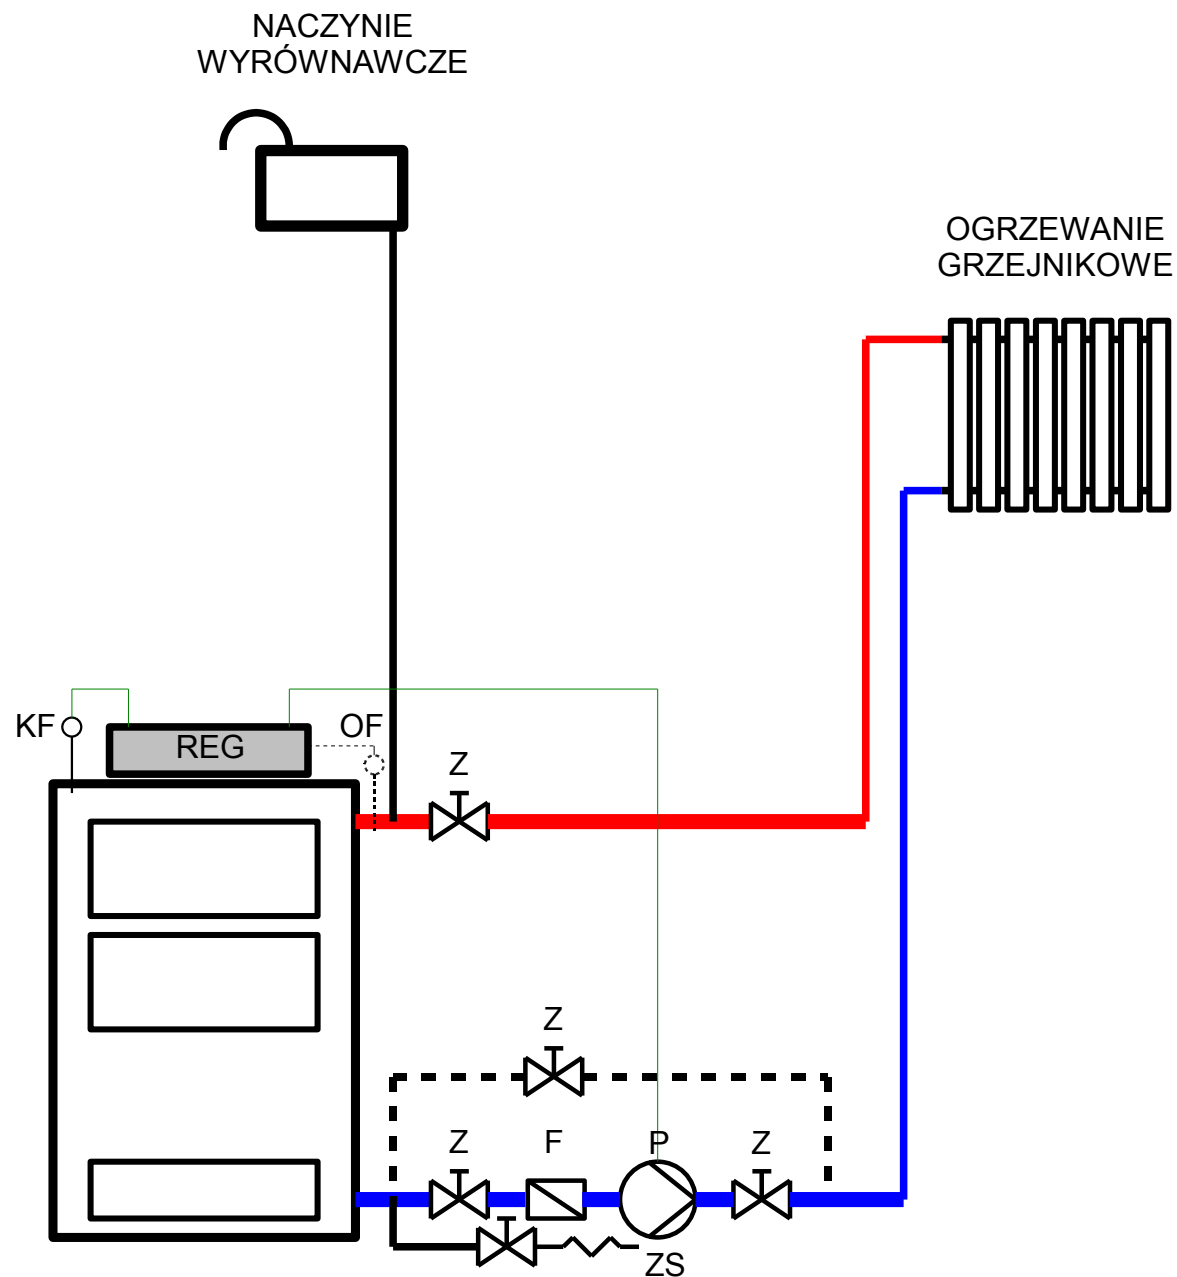 NACZYNIE
WYRÓWNAWCZE
OGRZEWANIE
GRZEJNIKOWE
KF
REG
OF
Z
Z
Z
F
P
Z
ZS